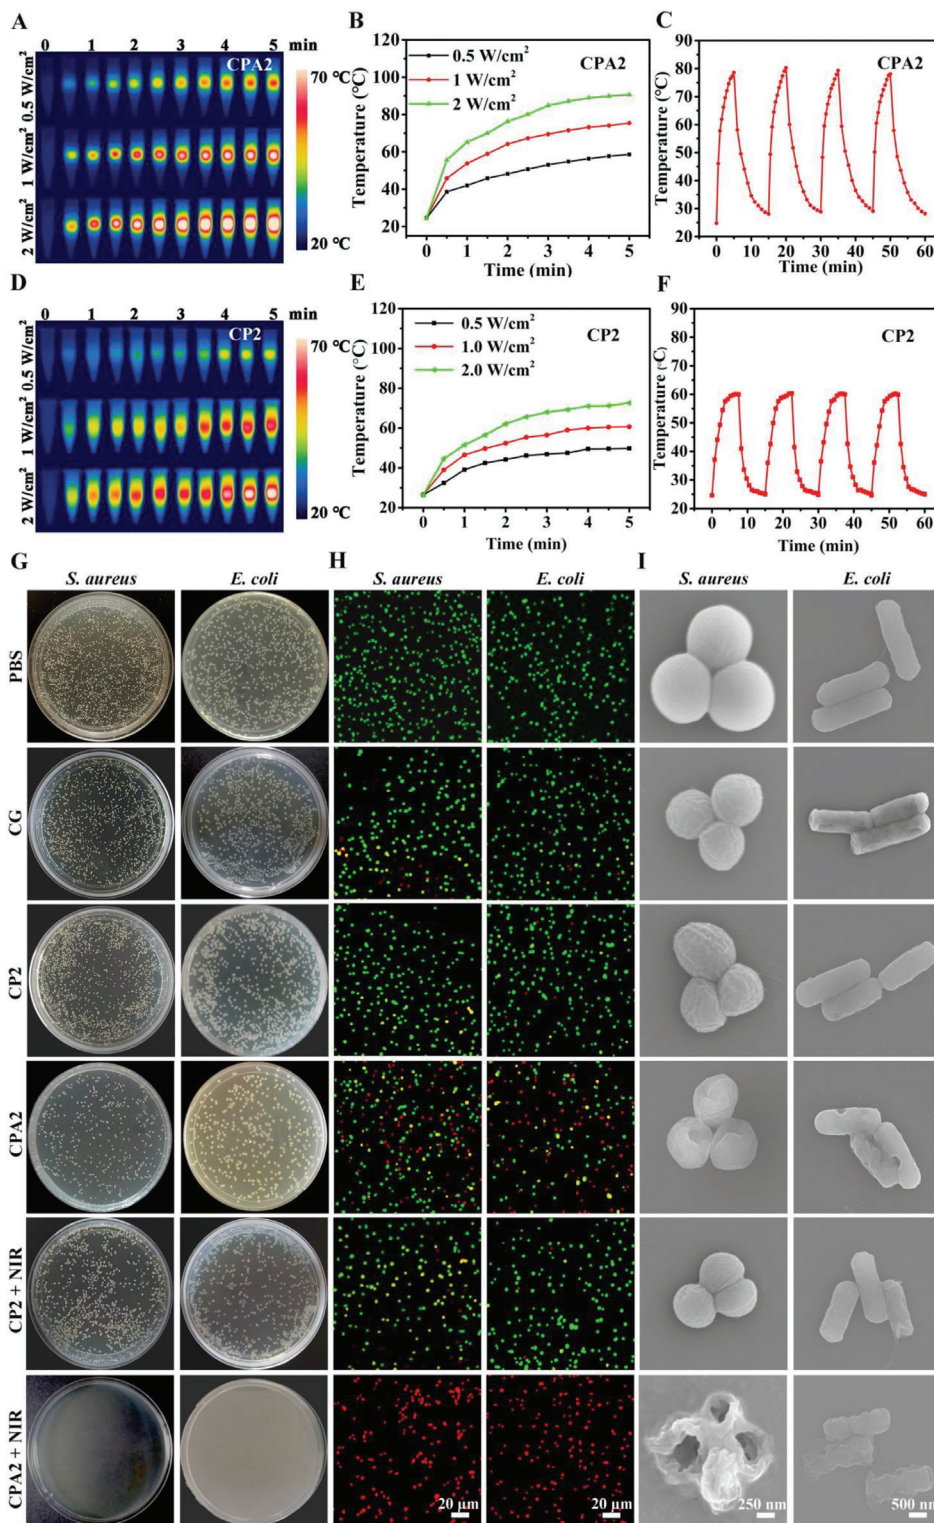 A
0 1 2 3 4 5 min
CPA2
0.5 W/cm²
1 W/cm²
2 W/cm²
70 °C
20 °C
B
120
100
80
60
40
20
0.5 W/cm²
1 W/cm²
2 W/cm²
CPA2
Temperature (°C)
0 1 2 3 4 5
Time (min)
C
90
80
70
60
50
40
30
20
CPA2
Temperature (°C)
0 10 20 30 40 50 60
Time (min)
D
0 1 2 3 4 5 min
CP2
0.5 W/cm²
1 W/cm²
2 W/cm²
70 °C
20 °C
E
120
100
80
60
40
20
0.5 W/cm²
1.0 W/cm²
2.0 W/cm²
CP2
Temperature (°C)
0 1 2 3 4 5
Time (min)
F
90
80
70
60
50
40
30
20
CP2
Temperature (°C)
0 10 20 30 40 50 60
Time (min)
G
S. aureus E. coli
H
S. aureus E. coli
I
S. aureus E. coli
PBS
CG
CP2
CPA2
CP2 + NIR
CPA2 + NIR
20 μm
20 μm
250 nm
500 nm